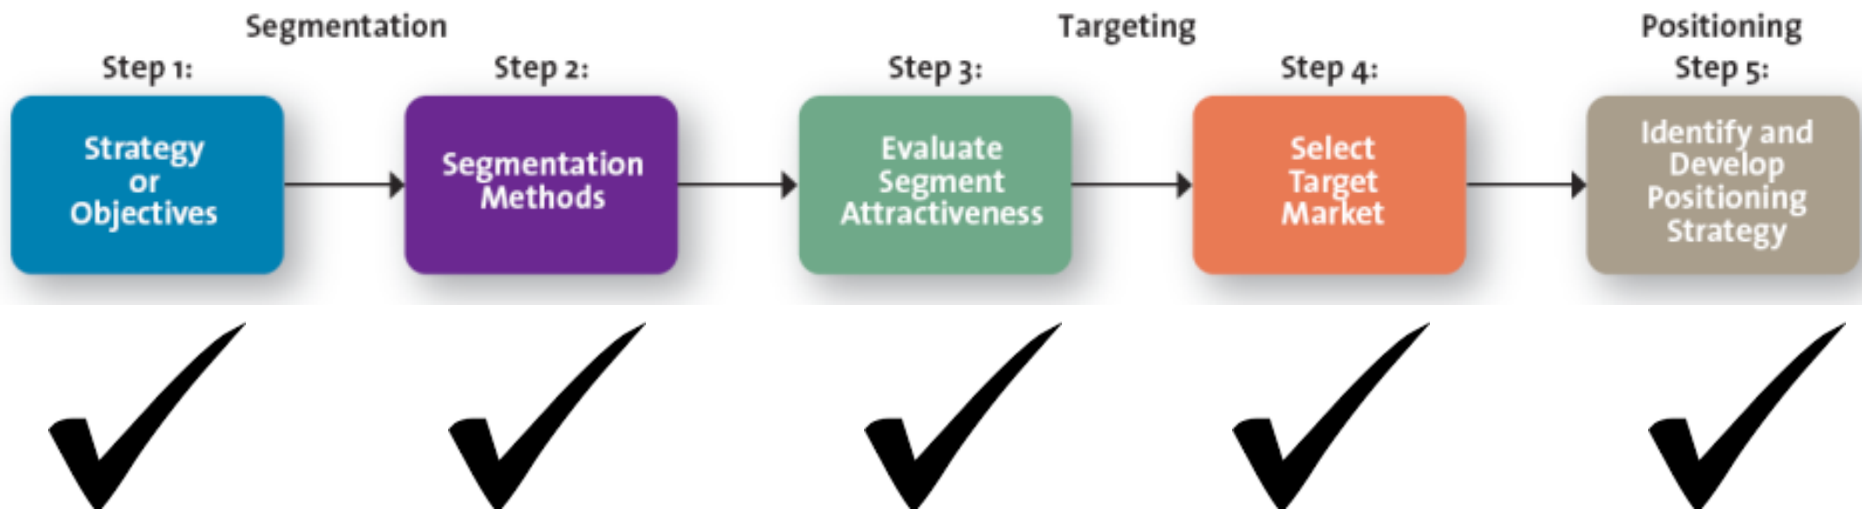 Segmentation
Targeting
Positioning
Step 1:
Step 2:
Step 3:
Step 4:
Step 5:
Strategy
or
Objectives
Segmentation
Methods
Evaluate
Segment
Attractiveness
Select
Target
Market
Identify and
Develop
Positioning
Strategy